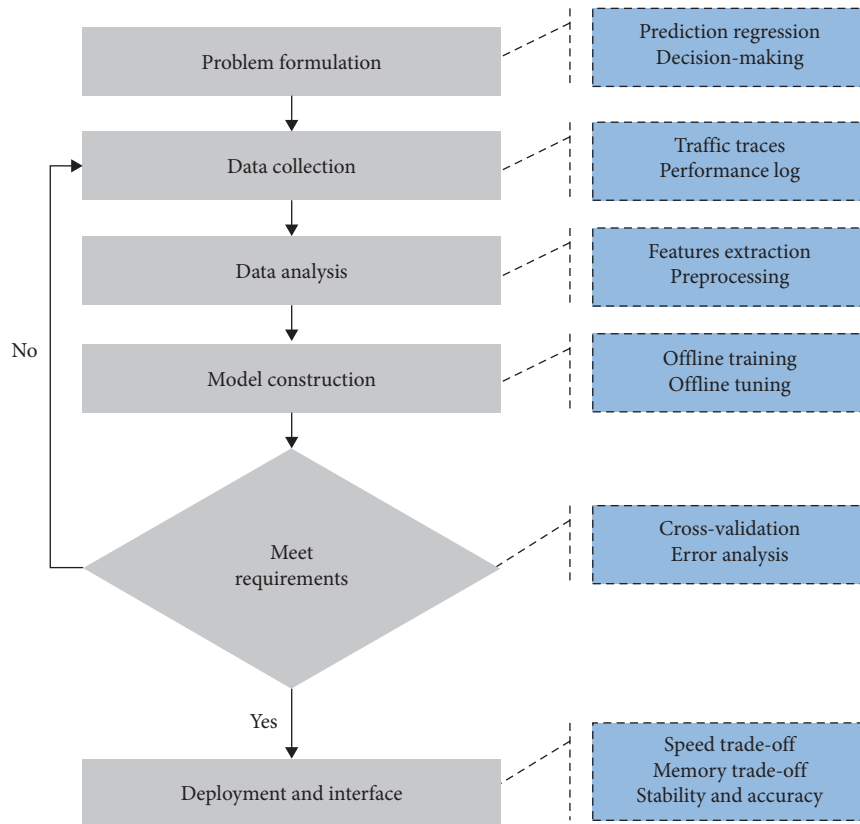 Problem formulation
Prediction regression
Decision-making
Data collection
Traffic traces
Performance log
Data analysis
Features extraction
Preprocessing
No
Model construction
Offline training
Offline tuning
Meet
requirements
Cross-validation
Error analysis
Yes
Deployment and interface
Speed trade-off
Memory trade-off
Stability and accuracy